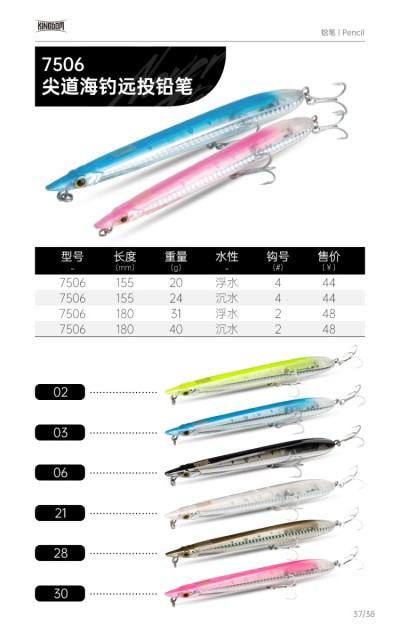 KINGDOM
铅笔 | Pencil
7506
尖道海钓远投铅笔
型号 长度 重量 水性 钩号 售价
- (mm) (g) - (#) (¥)
7506 155 20 浮水 4 44
7506 155 24 沉水 4 44
7506 180 31 浮水 2 48
7506 180 40 沉水 2 48
02
03
06
21
28
30
37/38